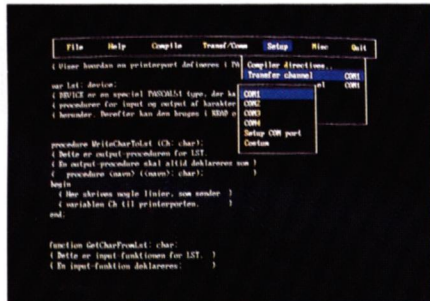 File Help Compile Transf/Comm Setup Misc Quit
{ Viser hvordan en printerport defineres i PA
Compiler directives..
Transfer channel COM1
el COM1
var lst: device;
{ DEVICE er en speciel PASCAL type, der ka
{ procedurer for input og output af karakter
{ herunder. Derefter kan den bruges i READ o
COM1
COM2
COM3
COM4
Setup COM port
Custom
procedure WriteCharToLst (Ch: char);
{ Dette er output-proceduren for LST.
{ En output-procedure skal altid deklareres som }
{ procedure (navn) ((navn): char); }
begin
{ Her skrives nogle linier, som sender }
{ variablen Ch til printerporten. }
end;
function GetCharFromLst: char;
{ Dette er input funktionen for LST. }
{ En input-funktion deklareres: }